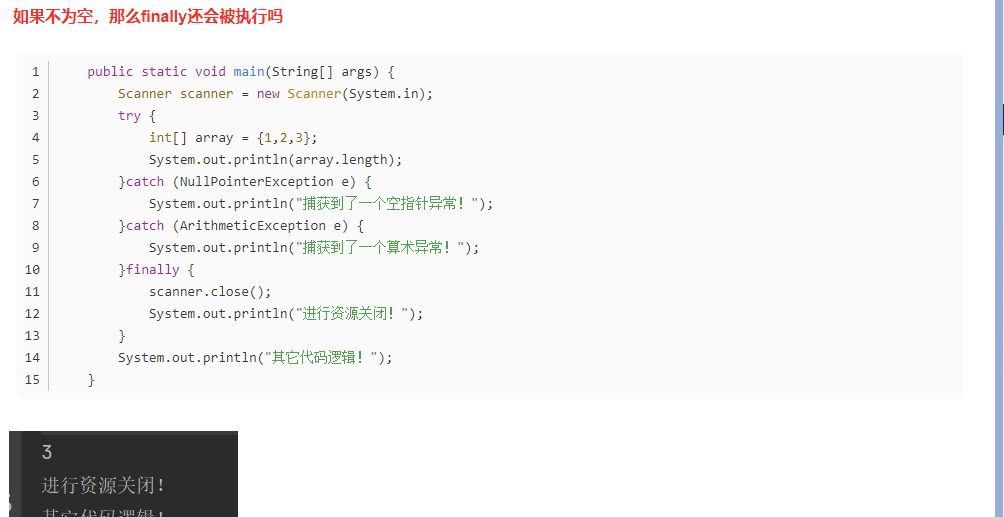 如果不为空，那么finally还会被执行吗
1 public static void main(String[] args) {
2 Scanner scanner = new Scanner(System.in);
3 try {
4 int[] array = {1,2,3};
5 System.out.println(array.length);
6 }catch (NullPointerException e) {
7 System.out.println("捕获到了一个空指针异常！");
8 }catch (ArithmeticException e) {
9 System.out.println("捕获到了一个算术异常！");
10 }finally {
11 scanner.close();
12 System.out.println("进行资源关闭！");
13 }
14 System.out.println("其它代码逻辑！");
15 }
3
进行资源关闭！
其它代码逻辑！